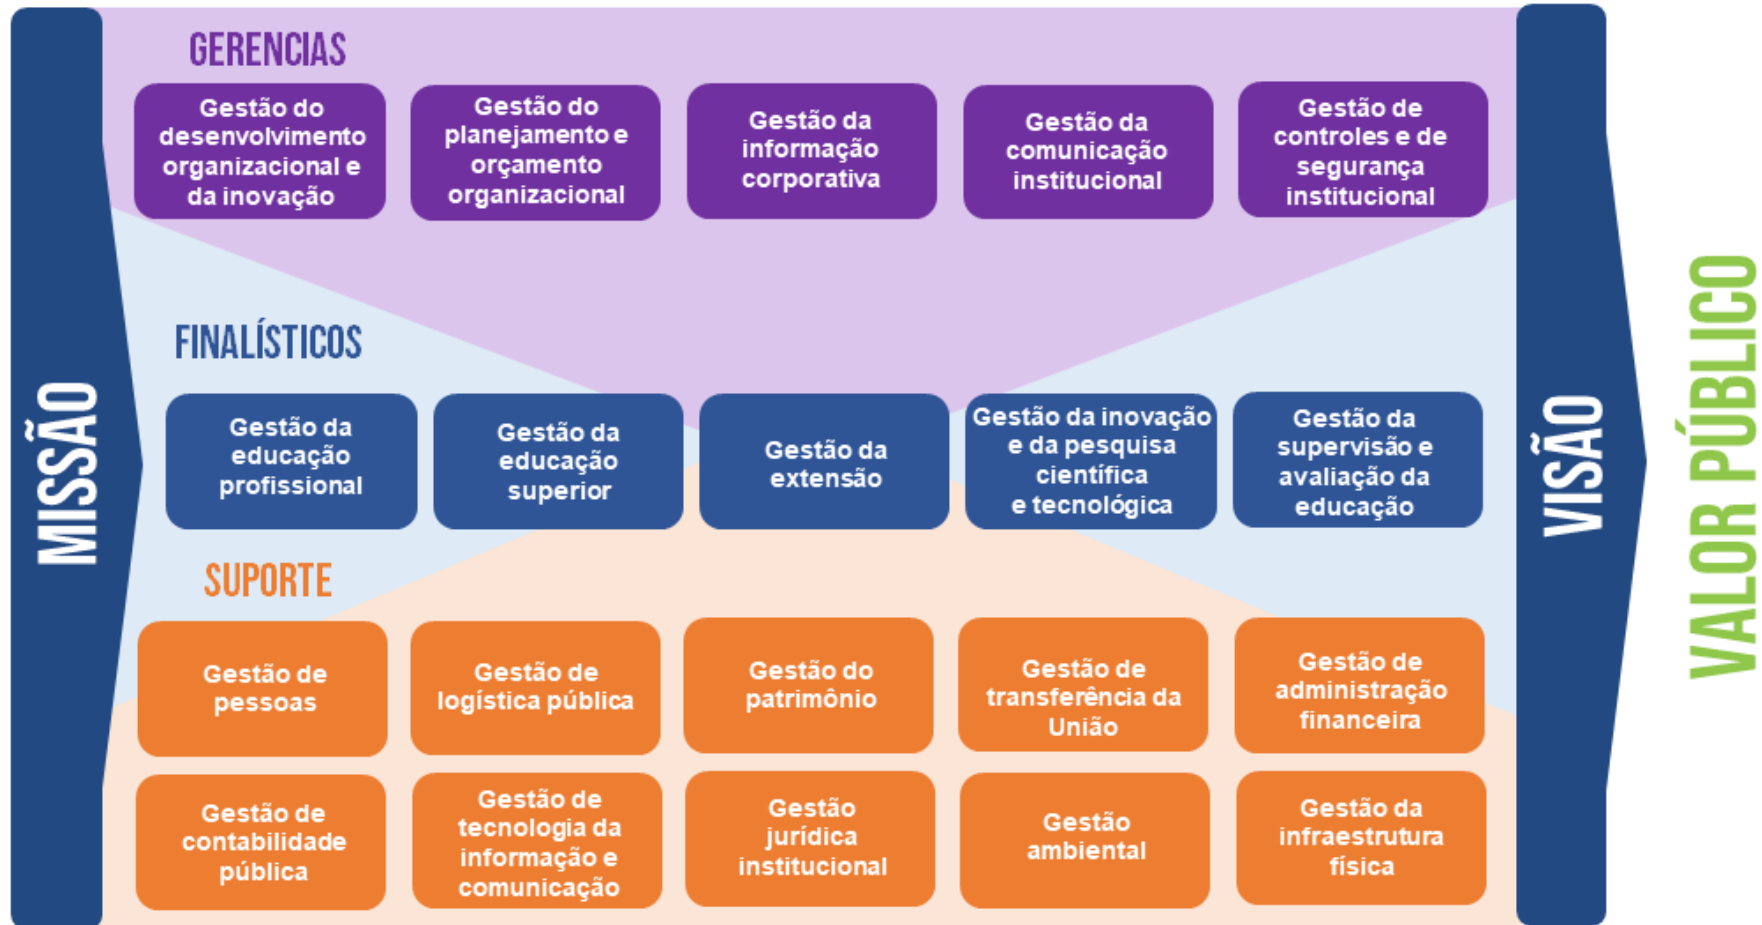 MISSÃO
GERENCIAS
Gestão do
desenvolvimento
organizacional e
da inovação
Gestão do
planejamento e
orçamento
organizacional
Gestão da
informação
corporativa
Gestão da
comunicação
institucional
Gestão de
controles e de
segurança
institucional
FINALÍSTICOS
Gestão da
educação
profissional
Gestão da
educação
superior
Gestão da
extensão
Gestão da inovação
e da pesquisa
científica
e tecnológica
Gestão da
supervisão e
avaliação da
educação
SUPORTE
Gestão de
pessoas
Gestão de
logística pública
Gestão do
patrimônio
Gestão de
transferência da
União
Gestão de
administração
financeira
Gestão de
contabilidade
pública
Gestão de
tecnologia da
informação e
comunicação
Gestão
jurídica
institucional
Gestão
ambiental
Gestão da
infraestrutura
física
VISÃO
VALOR PÚBLICO